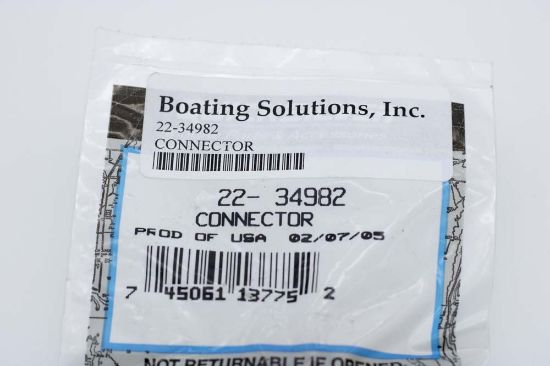 Boating Solutions, Inc.
22-34982
CONNECTOR
22- 34982
CONNECTOR
PROD OF USA 02/07/05
7 45061 13775 2
NOT RETURNABLE IF OPENED